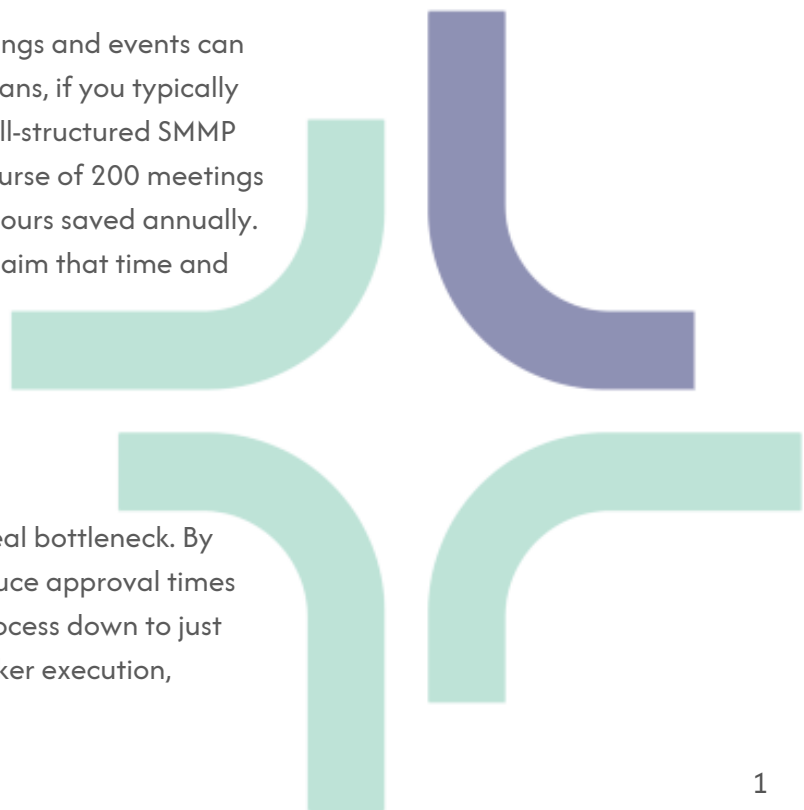 ngs and events can
ans, if you typically
ll-structured SMMP
urse of 200 meetings
ours saved annually.
aim that time and
eal bottleneck. By
uce approval times
ocess down to just
ker execution,
1